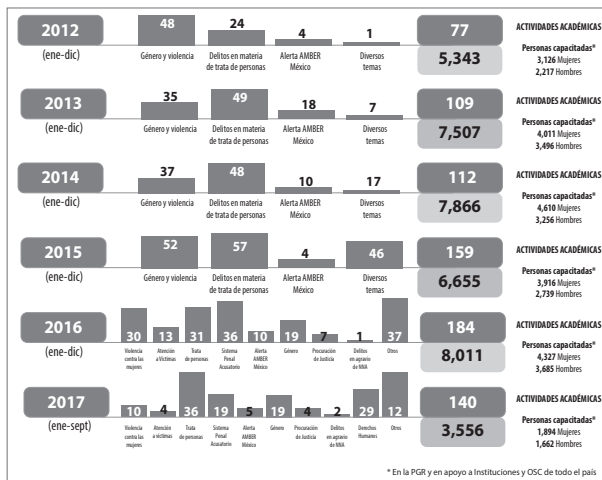 2012
(ene-dic)
48
24
4
1
Género y violencia
Delitos en materia
de trata de personas
Alerta AMBER
México
Diversos
temas
77
5,343
ACTIVIDADES ACADÉMICAS
Personas capacitadas*
3,126 Mujeres
2,217 Hombres
2013
(ene-dic)
35
49
18
7
Género y violencia
Delitos en materia
de trata de personas
Alerta AMBER
México
Diversos
temas
109
7,507
ACTIVIDADES ACADÉMICAS
Personas capacitadas*
4,011 Mujeres
3,496 Hombres
2014
(ene-dic)
37
48
10
17
Género y violencia
Delitos en materia
de trata de personas
Alerta AMBER
México
Diversos
temas
112
7,866
ACTIVIDADES ACADÉMICAS
Personas capacitadas*
4,610 Mujeres
3,256 Hombres
2015
(ene-dic)
52
57
4
46
Género y violencia
Delitos en materia
de trata de personas
Alerta AMBER
México
Diversos
temas
159
6,655
ACTIVIDADES ACADÉMICAS
Personas capacitadas*
3,916 Mujeres
2,739 Hombres
2016
(ene-dic)
30
13
31
36
10
19
7
1
37
Violencia
contra las
mujeres
Atención
a Víctimas
Trata
de personas
Sistema
Penal
Acuatorio
Alerta
AMBER
México
Género
Procuración
de Justicia
Delitos
en agravio
de NNA
Otros
184
8,011
ACTIVIDADES ACADÉMICAS
Personas capacitadas*
4,327 Mujeres
3,685 Hombres
2017
(ene-sept)
10
4
36
19
5
19
4
2
29
12
Violencia
contra las
mujeres
Atención
a víctimas
Trata
de personas
Sistema
Penal
Acusatorio
Alerta
AMBER
México
Género
Procuración
de Justicia
Delitos
en agravio
de NNA
Derechos
Humanos
Otros
140
3,556
ACTIVIDADES ACADÉMICAS
Personas capacitadas*
1,894 Mujeres
1,662 Hombres
* En la PGR y en apoyo a Instituciones y OSC de todo el país